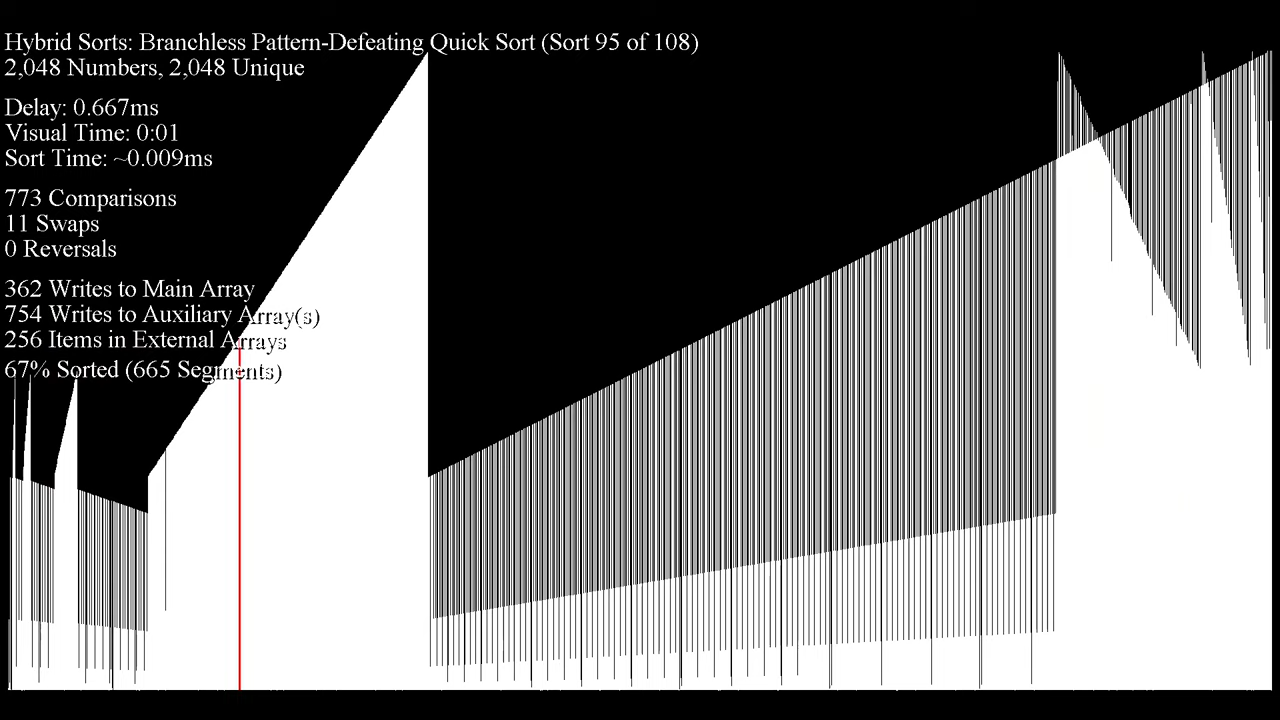 Hybrid Sorts: Branchless Pattern-Defeating Quick Sort (Sort 95 of 108)
2,048 Numbers, 2,048 Unique
Delay: 0.667ms
Visual Time: 0:01
Sort Time: ~0.009ms
773 Comparisons
11 Swaps
0 Reversals
362 Writes to Main Array
754 Writes to Auxiliary Array(s)
256 Items in External Arrays
67% Sorted (665 Segments)